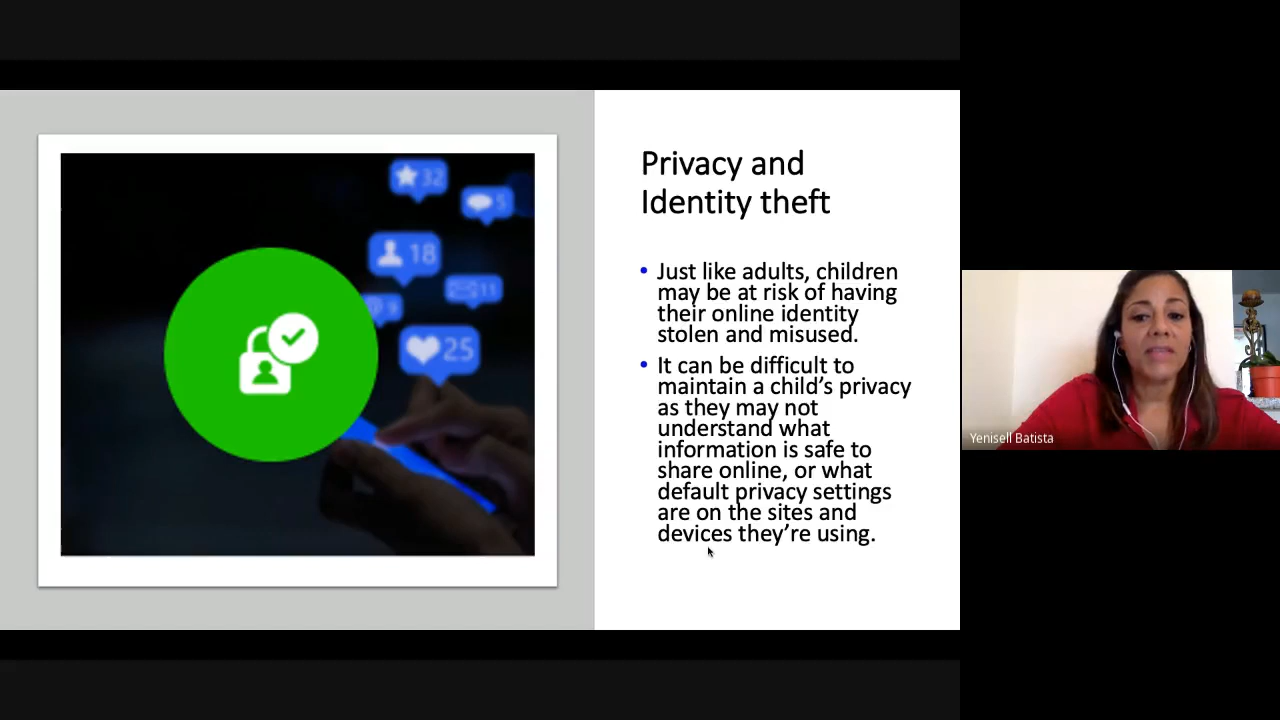 Privacy and
Identity theft
• Just like adults, children
may be at risk of having
their online identity
stolen and misused.
• It can be difficult to
maintain a child’s privacy
as they may not
understand what
information is safe to
share online, or what
default privacy settings
are on the sites and
devices they’re using.
32
5
18
11
9
25
Yenisell Batista